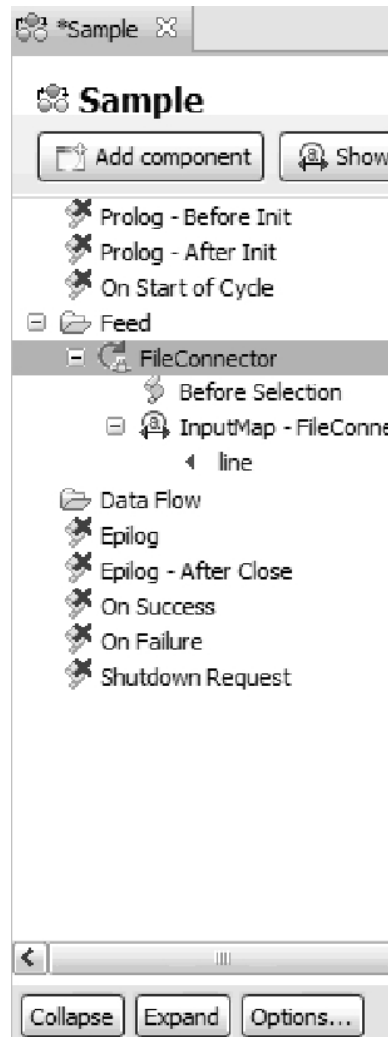 *Sample
Sample
Add component
Show
Prolog - Before Init
Prolog - After Init
On Start of Cycle
Feed
FileConnector
Before Selection
InputMap - FileConne
line
Data Flow
Epilog
Epilog - After Close
On Success
On Failure
Shutdown Request
Collapse
Expand
Options...